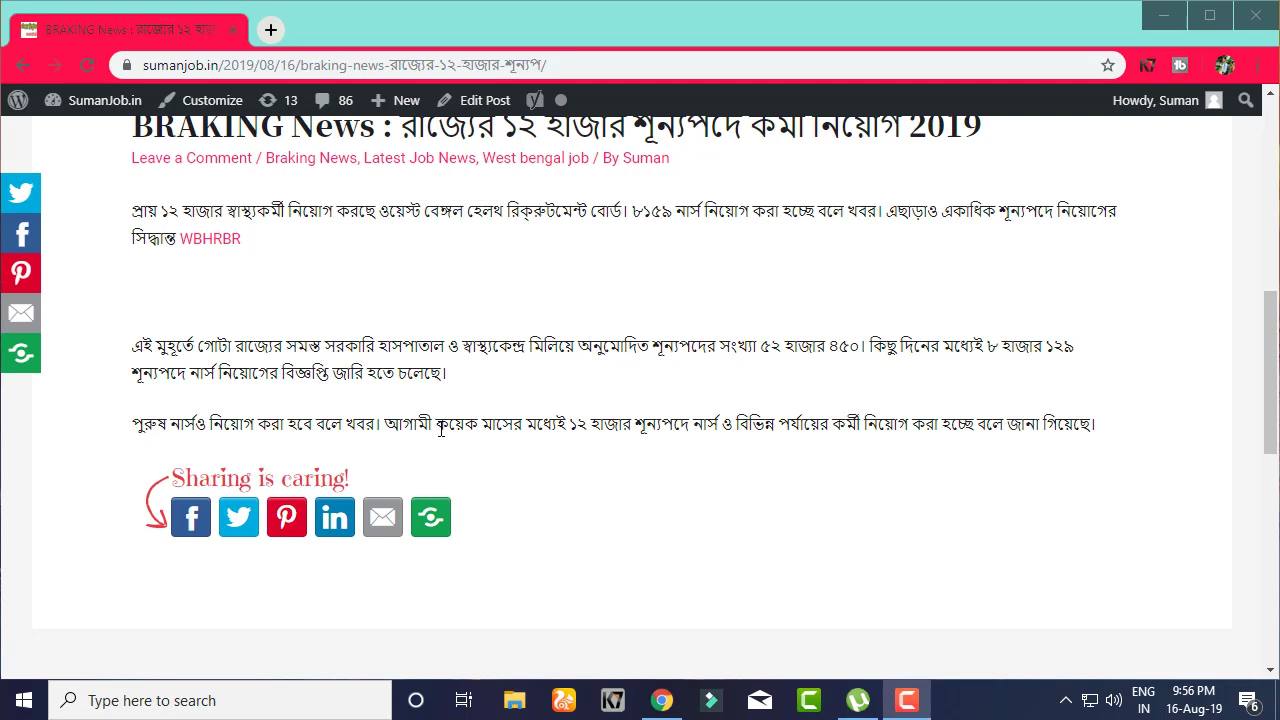 BRAKING News : রাজ্যের ১২ হাজ
sumanjob.in/2019/08/16/braking-news-রাজ্যের-১২-হাজার-শূন্যপ/
SumanJob.in Customize 13 86 New Edit Post Howdy, Suman
BRAKING News : রাজ্যের ১২ হাজার শূন্যপদে কর্মী নিয়োগ 2019
Leave a Comment / Braking News, Latest Job News, West bengal job / By Suman
প্রায় ১২ হাজার স্বাস্থ্যকর্মী নিয়োগ করছে ওয়েস্ট বেঙ্গল হেলথ রিক্রুটমেন্ট বোর্ড। ৮১৫৯ নার্স নিয়োগ করা হচ্ছে বলে খবর। এছাড়াও একাধিক শূন্যপদে নিয়োগের
সিদ্ধান্ত WBHRBR
এই মুহূর্তে গোটা রাজ্যের সমস্ত সরকারি হাসপাতাল ও স্বাস্থ্যকেন্দ্র মিলিয়ে অনুমোদিত শূন্যপদের সংখ্যা ৫২ হাজার ৪৫০। কিছু দিনের মধ্যেই ৮ হাজার ১২৯
শূন্যপদে নার্স নিয়োগের বিজ্ঞপ্তি জারি হতে চলেছে।
পুরুষ নার্সও নিয়োগ করা হবে বলে খবর। আগামী কয়েক মাসের মধ্যেই ১২ হাজার শূন্যপদে নার্স ও বিভিন্ন পর্যায়ের কর্মী নিয়োগ করা হচ্ছে বলে জানা গিয়েছে।
Sharing is caring!
Type here to search
ENG
IN
9:56 PM
16-Aug-19
6